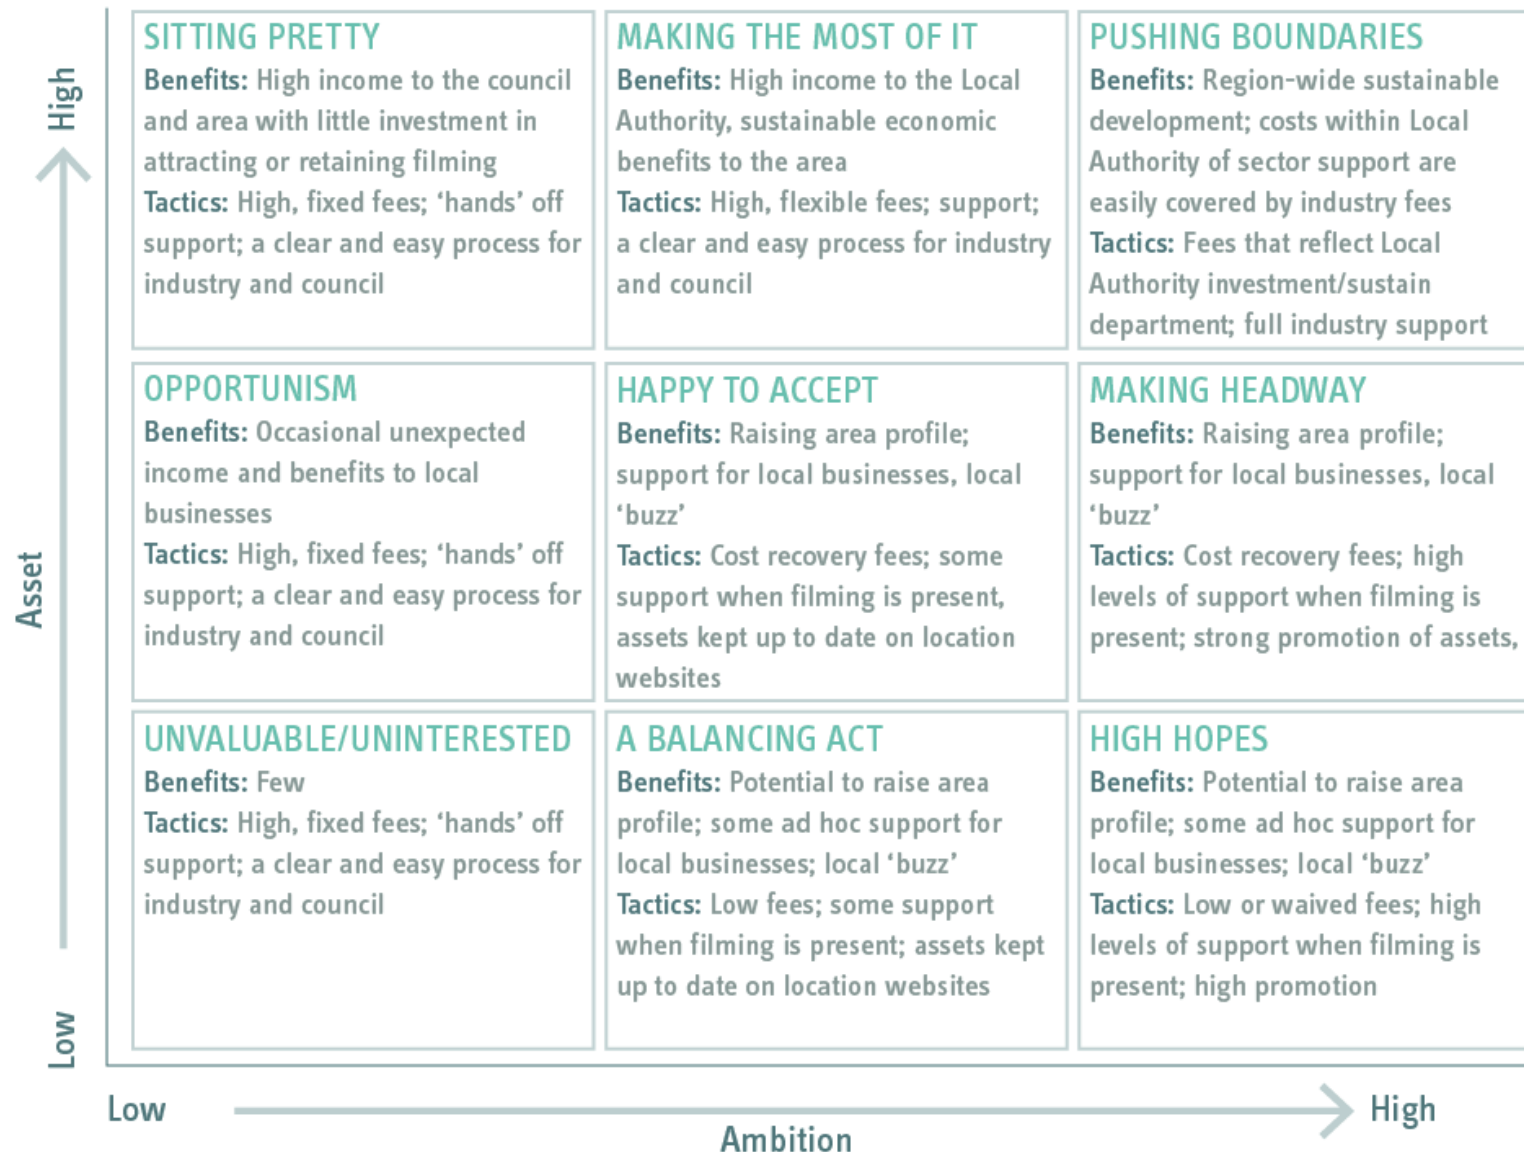 High
Asset
Low
SITTING PRETTY
Benefits: High income to the council
and area with little investment in
attracting or retaining filming
Tactics: High, fixed fees; ‘hands’ off
support; a clear and easy process for
industry and council
MAKING THE MOST OF IT
Benefits: High income to the Local
Authority, sustainable economic
benefits to the area
Tactics: High, flexible fees; support;
a clear and easy process for industry
and council
PUSHING BOUNDARIES
Benefits: Region-wide sustainable
development; costs within Local
Authority of sector support are
easily covered by industry fees
Tactics: Fees that reflect Local
Authority investment/sustain
department; full industry support
OPPORTUNISM
Benefits: Occasional unexpected
income and benefits to local
businesses
Tactics: High, fixed fees; ‘hands’ off
support; a clear and easy process for
industry and council
HAPPY TO ACCEPT
Benefits: Raising area profile;
support for local businesses, local
‘buzz’
Tactics: Cost recovery fees; some
support when filming is present,
assets kept up to date on location
websites
MAKING HEADWAY
Benefits: Raising area profile;
support for local businesses, local
‘buzz’
Tactics: Cost recovery fees; high
levels of support when filming is
present; strong promotion of assets,
UNVALUABLE/UNINTERESTED
Benefits: Few
Tactics: High, fixed fees; ‘hands’ off
support; a clear and easy process for
industry and council
A BALANCING ACT
Benefits: Potential to raise area
profile; some ad hoc support for
local businesses; local ‘buzz’
Tactics: Low fees; some support
when filming is present; assets kept
up to date on location websites
HIGH HOPES
Benefits: Potential to raise area
profile; some ad hoc support for
local businesses; local ‘buzz’
Tactics: Low or waived fees; high
levels of support when filming is
present; high promotion
Low
High
Ambition